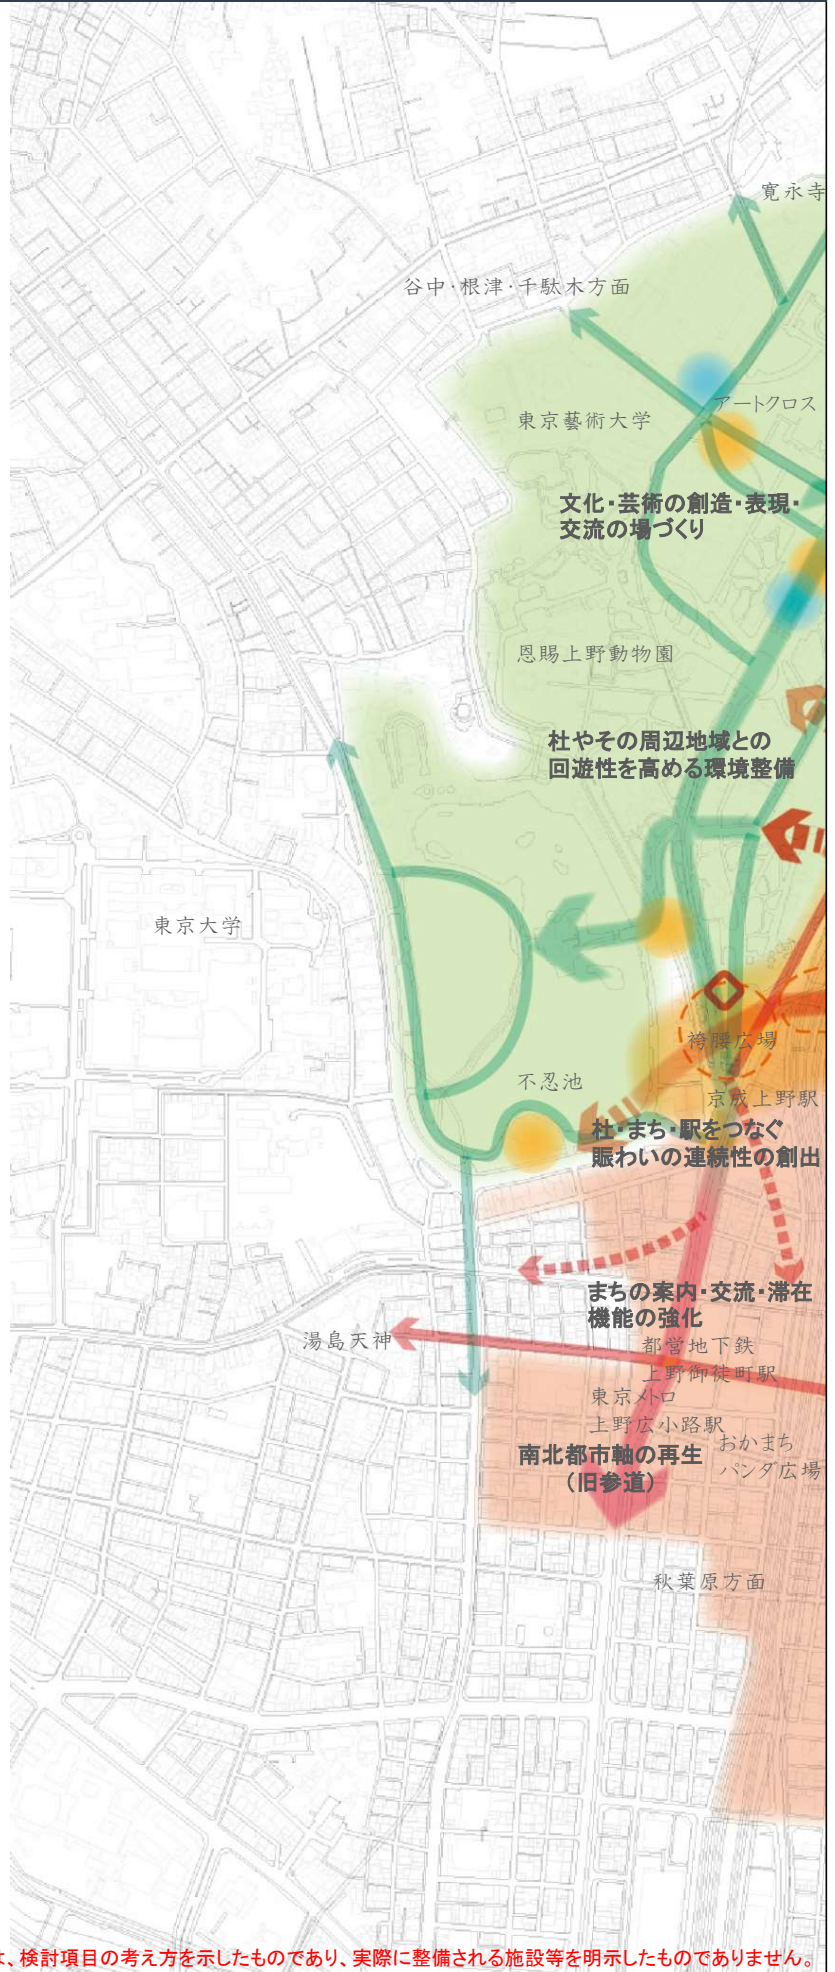 寛永寺
谷中・根津・千駄木方面
アートクロス
東京藝術大学
文化・芸術の創造・表現・
交流の場づくり
恩賜上野動物園
杜やその周辺地域との
回遊性を高める環境整備
東京大学
袴腰広場
不忍池
京成上野駅
杜・まち・駅をつなぐ
賑わいの連続性の創出
まちの案内・交流・滞在
機能の強化
湯島天神
都営地下鉄
上野御徒町駅
東京メトロ
上野広小路駅
おかまち
パンダ広場
南北都市軸の再生
（旧参道）
秋葉原方面
、検討項目の考え方を示したものであり、実際に整備される施設等を明示したものでありません。